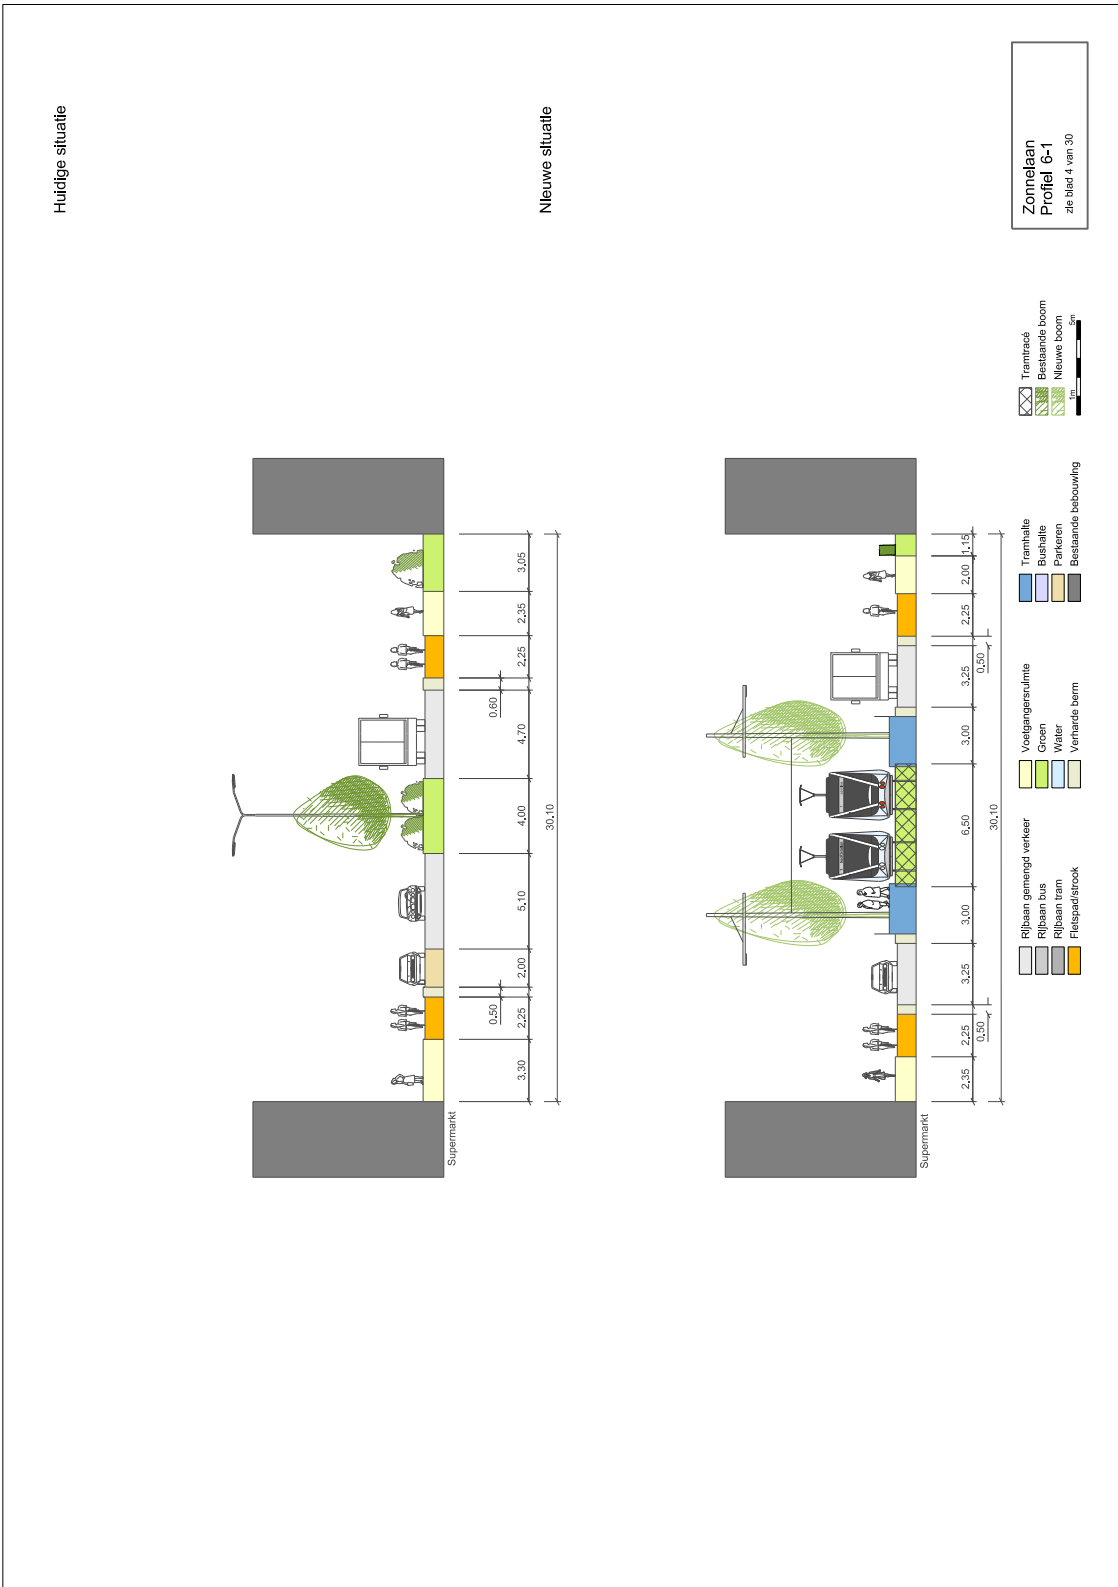 Huidige situatie
Supermarkt
3.30
2.25
0.50
2.00
5.10
4.00
4.70
0.60
2.25
2.35
3.05
30.10
Nieuwe situatie
Supermarkt
2.35
2.25
0.50
3.25
3.00
6.50
3.00
3.25
0.50
2.25
2.00
1.15
30.10
Rijbaan gemengd verkeer
Rijbaan bus
Rijbaan tram
Fietspad/strook
Voetgangersruimte
Groen
Water
Verharde berm
Tramhalte
Bushalte
Parkeren
Bestaande bebouwing
Tramtracé
Bestaande boom
Nieuwe boom
1m 5m
Zonnelaan
Profiel 6-1
zie blad 4 van 30